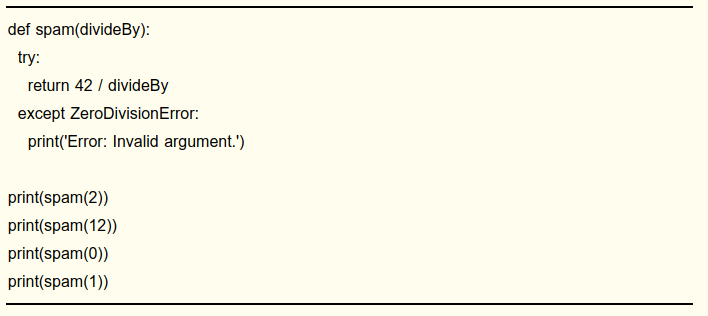 def spam(divideBy):
  try:
    return 42 / divideBy
  except ZeroDivisionError:
    print('Error: Invalid argument.')

print(spam(2))
print(spam(12))
print(spam(0))
print(spam(1))